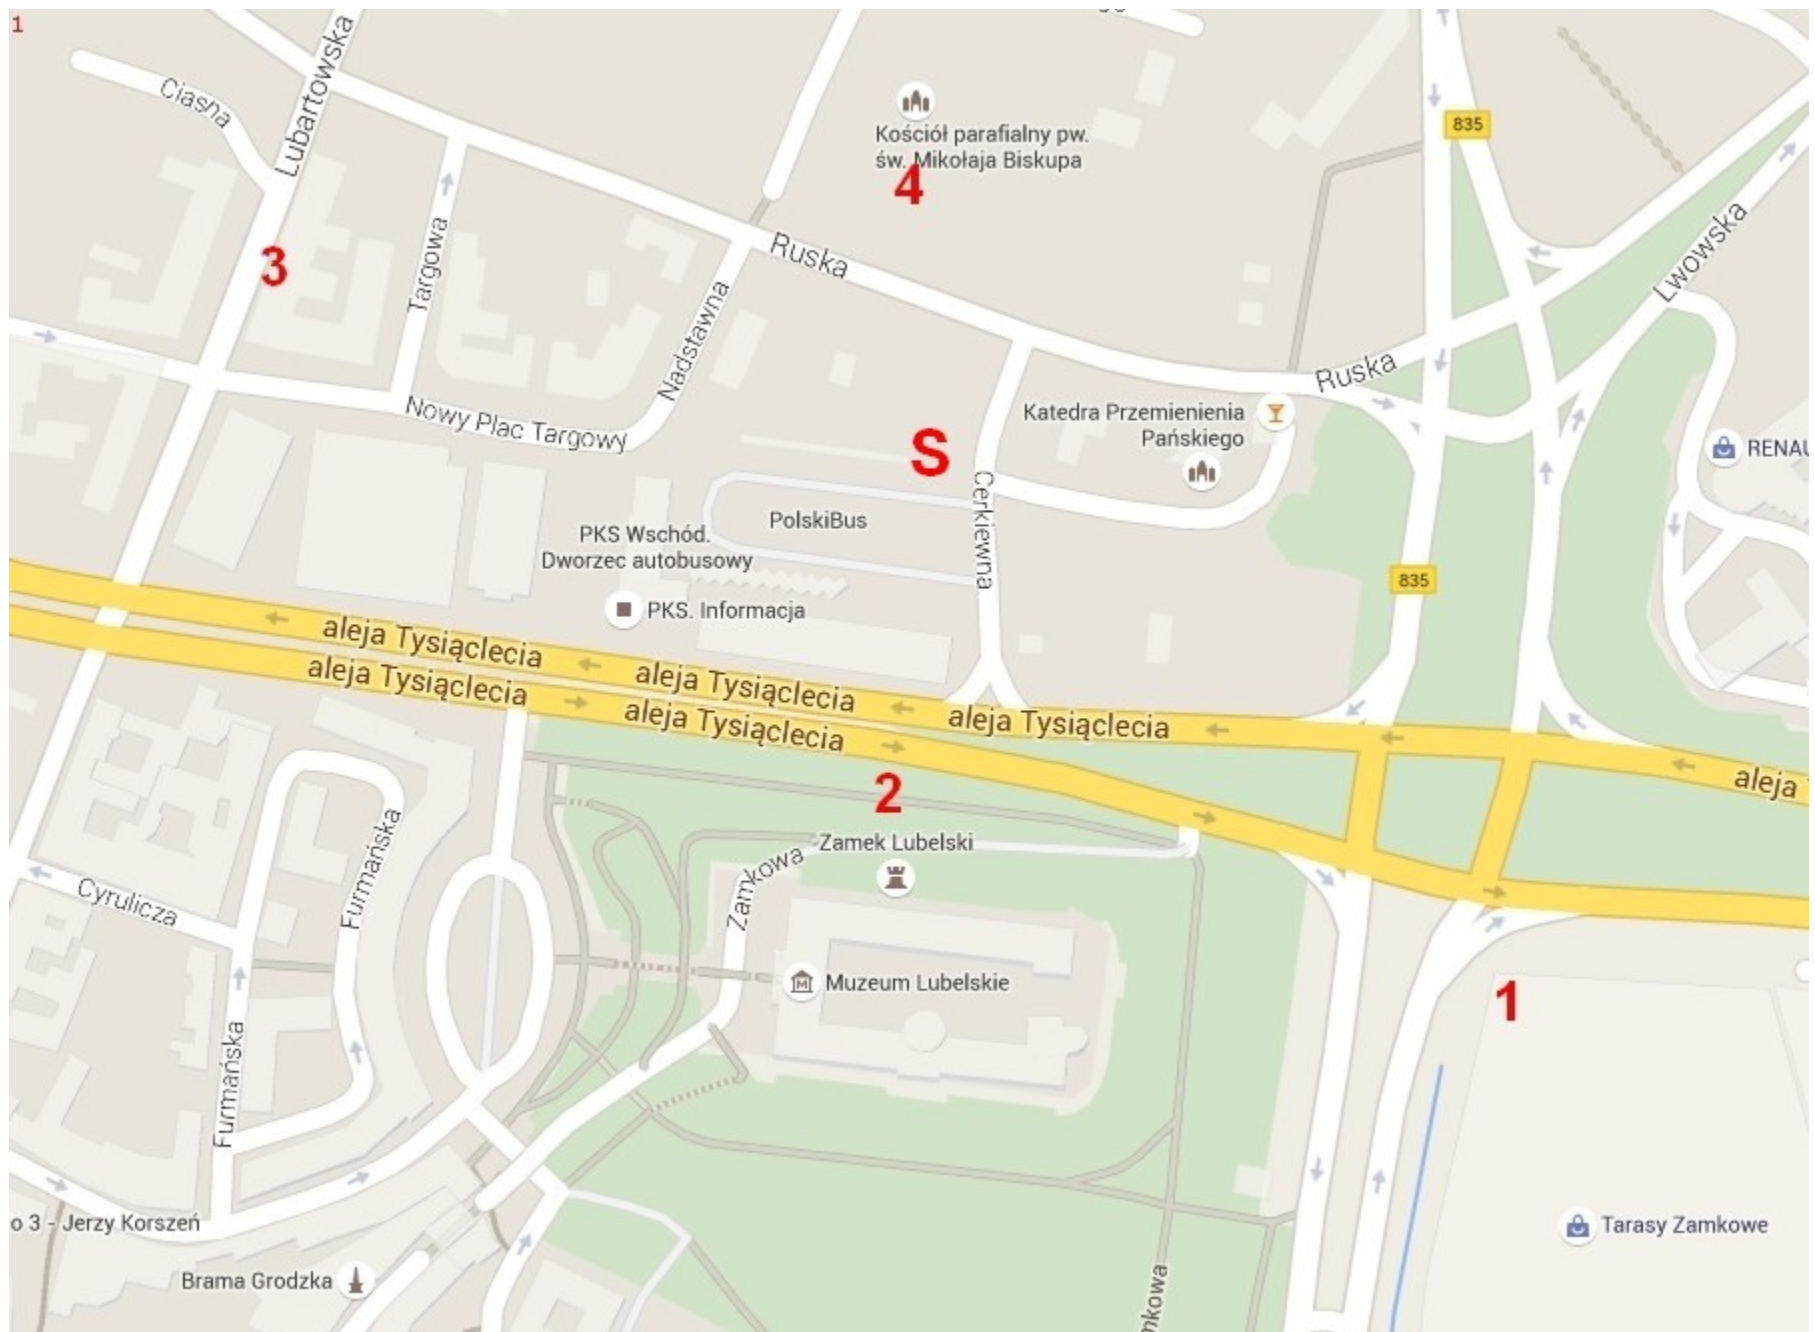 1
Ciasna
Lubartowska
Kościół parafialny pw.
św. Mikołaja Biskupa
4
835
Lwowska
Targowa
3
Ruska
Nadstawna
Ruska
Nowy Plac Targowy
Katedra Przemienienia
Pańskiego
S
RENAU
Cerkiewna
PolskiBus
PKS Wschód.
Dworzec autobusowy
835
PKS. Informacja
aleja Tysiąclecia
aleja Tysiąclecia
aleja Tysiąclecia
aleja Tysiąclecia
aleja Tysiąclecia
aleja
2
Zamek Lubelski
Zamkowa
Furmańska
Cyrulicza
Muzeum Lubelskie
1
Furmańska
o 3 - Jerzy Korszeń
Tarasy Zamkowe
Brama Grodzka
mkowa